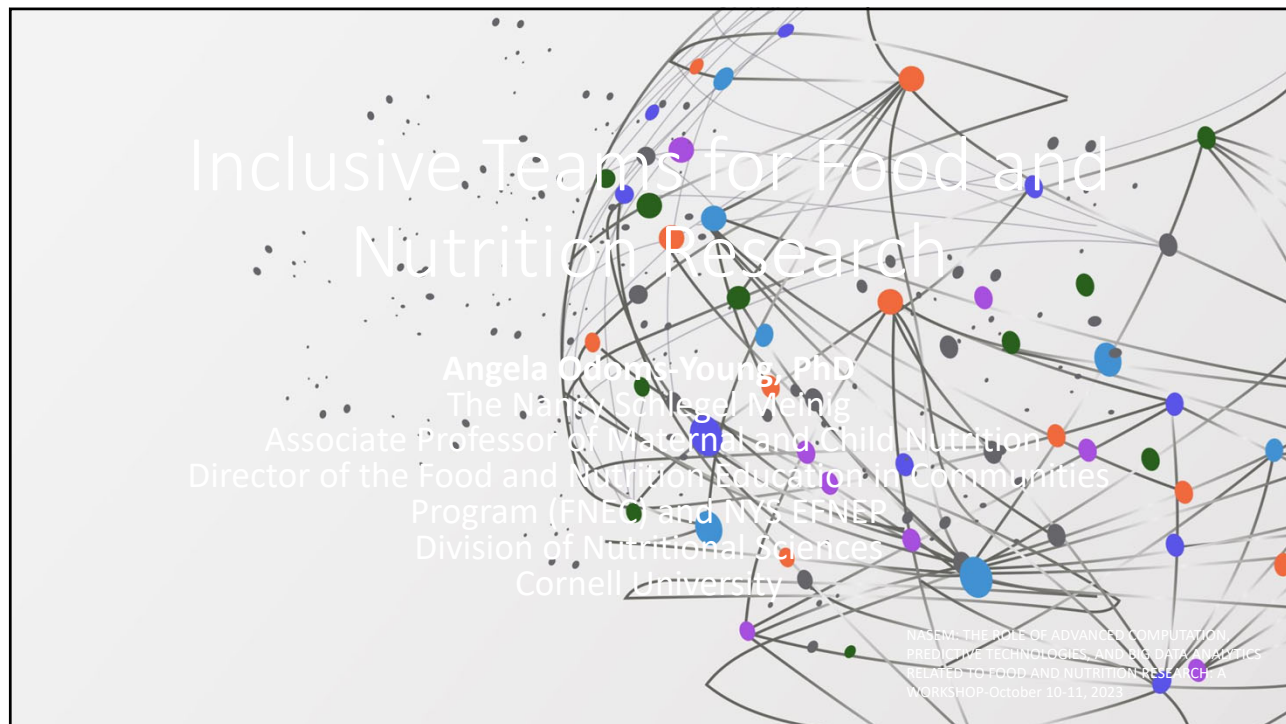 Inclusive Teams for Food and
Nutrition Research
Angela Odoms-Young, PhD
The Nancy Schlegel Meinig
Associate Professor of Maternal and Child Nutrition
Director of the Food and Nutrition Education in Communities
Program (FNEC) and NYS EFNEP
Division of Nutritional Sciences
Cornell University
NASEM: THE ROLE OF ADVANCED COMPUTATION,
PREDICTIVE TECHNOLOGIES, AND BIG DATA ANALYTICS
RELATED TO FOOD AND NUTRITION RESEARCH: A
WORKSHOP-October 10-11, 2023